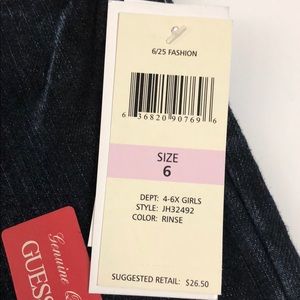 6/25 FASHION
6 36820 90769 6
SIZE
6
DEPT: 4-6X GIRLS
STYLE: JH32492
COLOR: RINSE
SUGGESTED RETAIL: $26.50
Genuine
GUESS